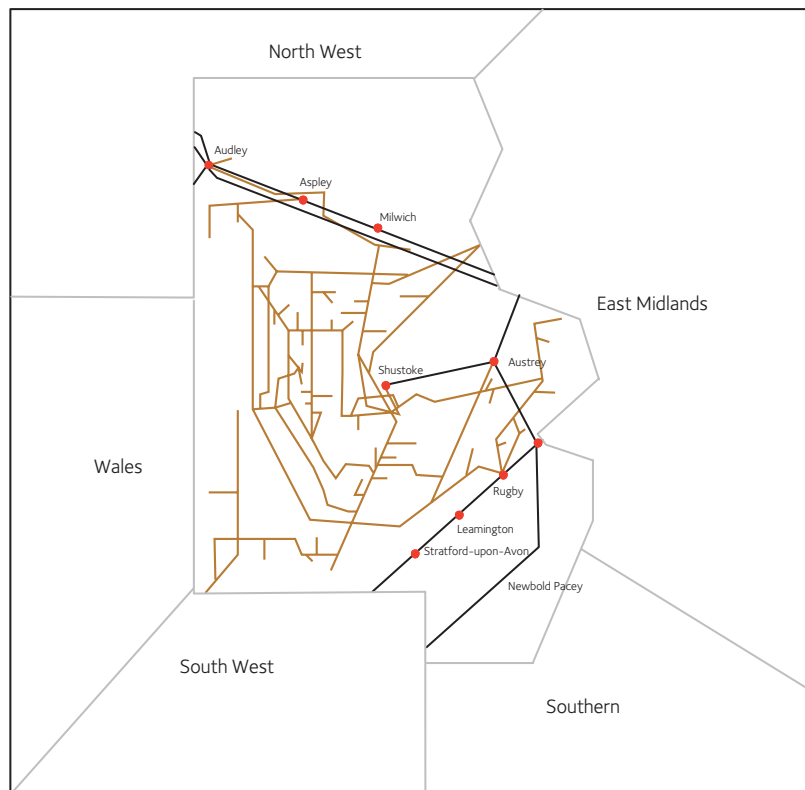 North West
Audley
Aspley
Milwich
East Midlands
Austrey
Shustoke
Wales
Rugby
Leamington
Stratford-upon-Avon
Newbold Pacey
South West
Southern